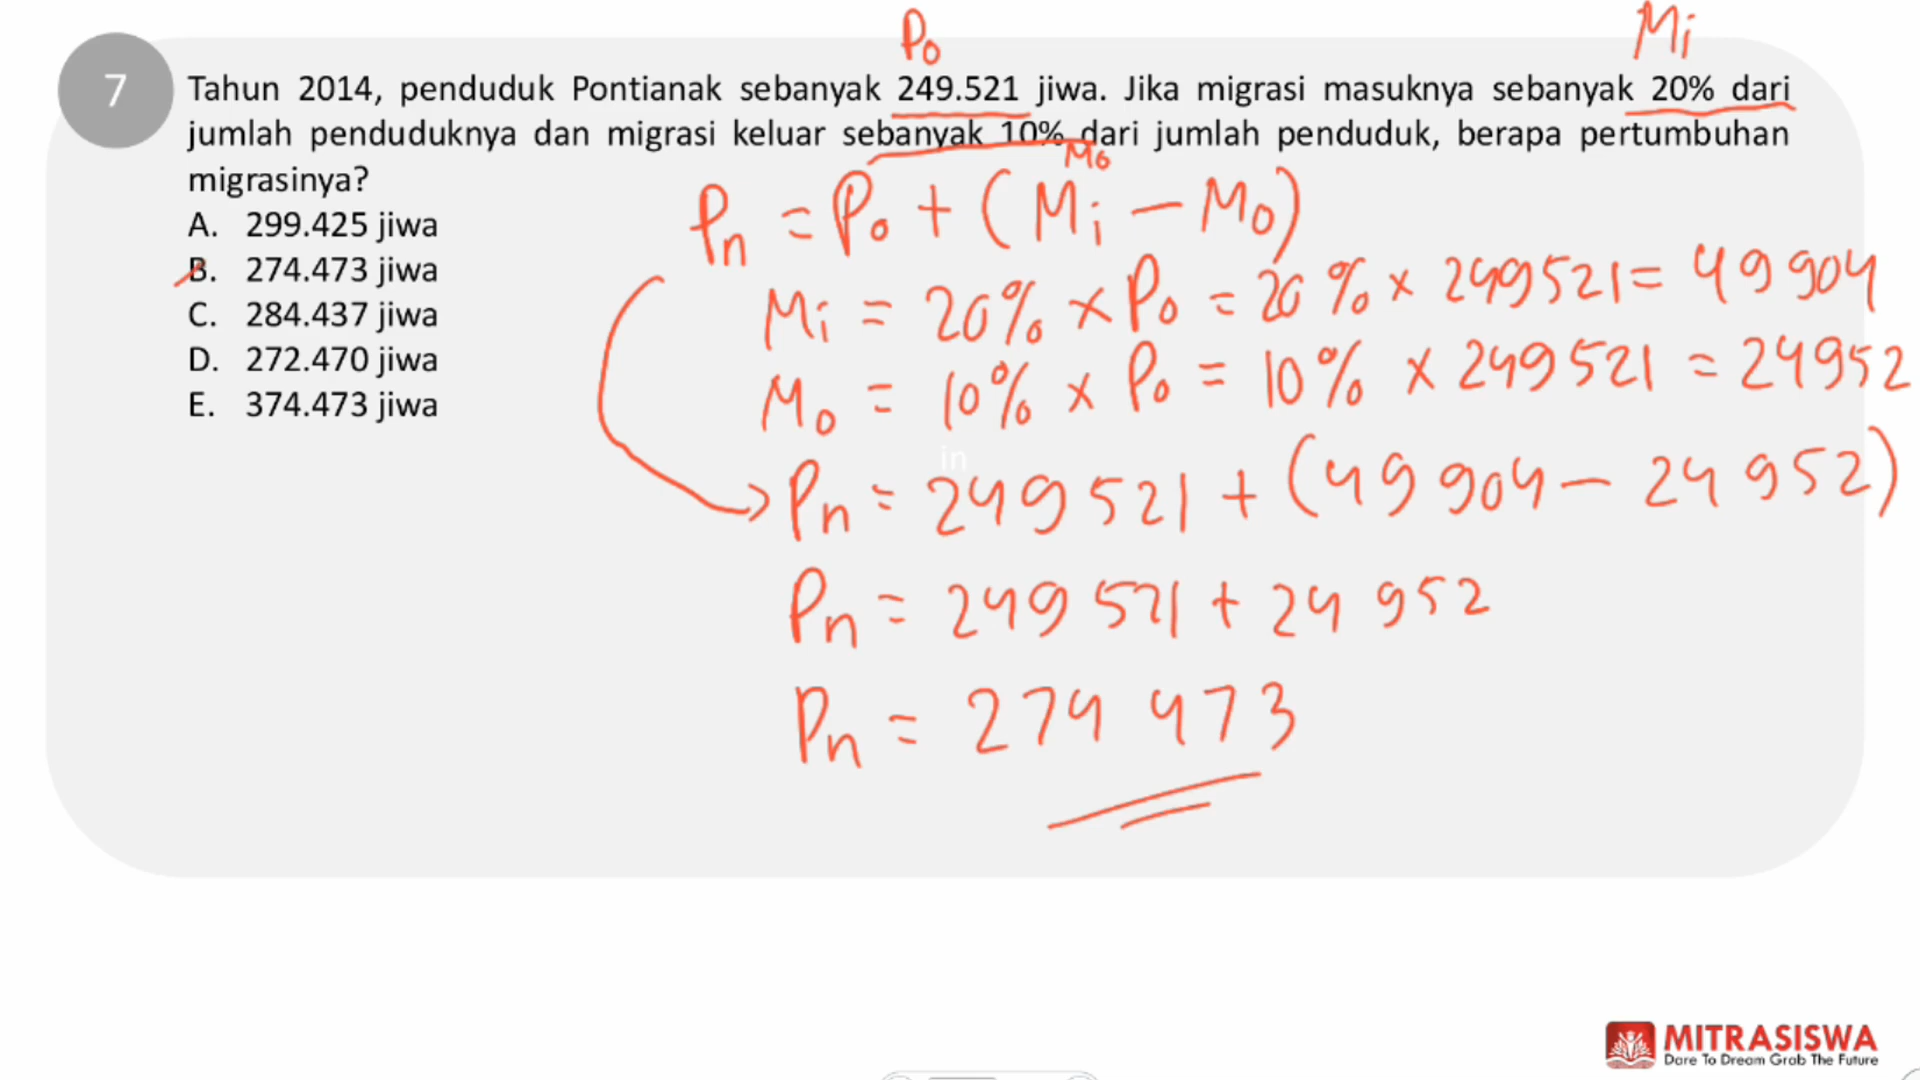 P₀
Mi
7
Tahun 2014, penduduk Pontianak sebanyak 249.521 jiwa. Jika migrasi masuknya sebanyak 20% dari
jumlah penduduknya dan migrasi keluar sebanyak 10% dari jumlah penduduk, berapa pertumbuhan
Mo
migrasinya?
Pn = Po + (Mi - Mo)
A. 299.425 jiwa
B. 274.473 jiwa
C. 284.437 jiwa
D. 272.470 jiwa
E. 374.473 jiwa
Mi = 20% × Po = 20% × 249521 = 49904
Mo = 10% × Po = 10% × 249521 = 24952
in
Pn = 249521 + (49904 - 24952)
Pn = 249521 + 24952
Pn = 274473
MITRASISWA
Dare To Dream Grab The Future